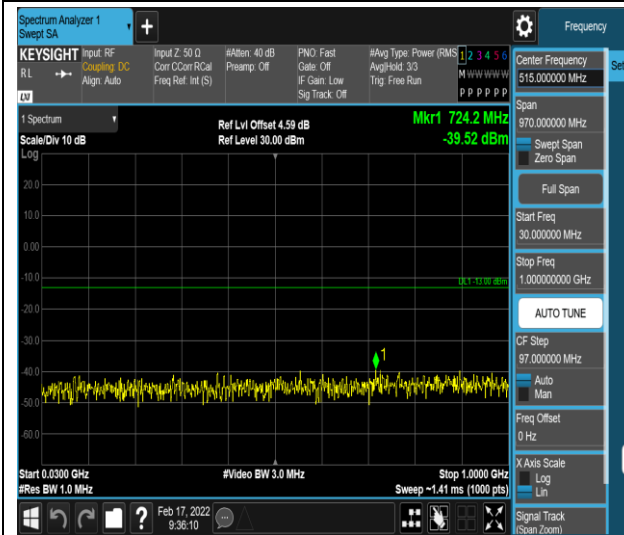 Spectrum Analyzer 1
Swept SA
+
Frequency
KEYSIGHT
RL
LXI
Input: RF
Coupling: DC
Align: Auto
Input Z: 50 Ω
Corr CCorr RCal
Freq Ref: Int (S)
#Atten: 40 dB
Preamp: Off
PNO: Fast
Gate: Off
IF Gain: Low
Sig Track: Off
#Avg Type: Power (RMS
Avg|Hold: 3/3
Trig: Free Run
1 2 3 4 5 6
M W W W W W
P P P P P P
1 Spectrum
Scale/Div 10 dB
Log
Ref Lvl Offset 4.59 dB
Ref Level 30.00 dBm
Mkr1 724.2 MHz
-39.52 dBm
20.0
10.0
0.00
-10.0
DL1 -13.00 dBm
-20.0
-30.0
1
-40.0
-50.0
-60.0
Start 0.0300 GHz
#Res BW 1.0 MHz
#Video BW 3.0 MHz
Stop 1.0000 GHz
Sweep ~1.41 ms (1000 pts)
Feb 17, 2022
9:36:10
Center Frequency
515.000000 MHz
Set
Span
970.000000 MHz
Swept Span
Zero Span
Full Span
Start Freq
30.000000 MHz
Stop Freq
1.000000000 GHz
AUTO TUNE
CF Step
97.000000 MHz
Auto
Man
Freq Offset
0 Hz
X Axis Scale
Log
Lin
Signal Track
(Span Zoom)